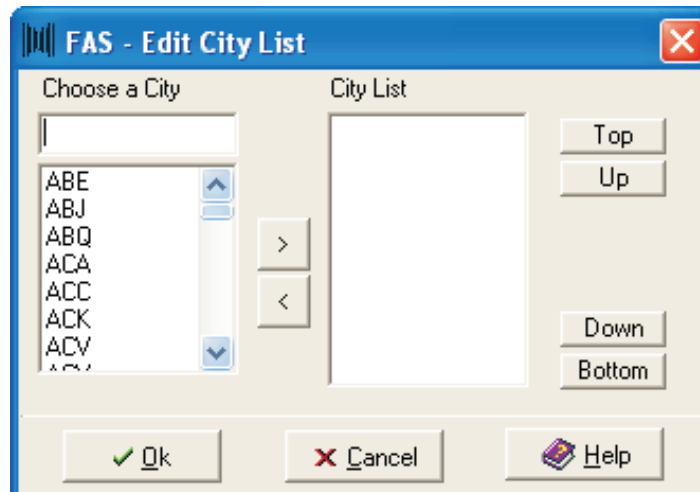 FAS - Edit City List
Choose a City
City List
ABE
ABJ
ABQ
ACA
ACC
ACK
ACV
>
<
Top
Up
Down
Bottom
Ok
Cancel
Help